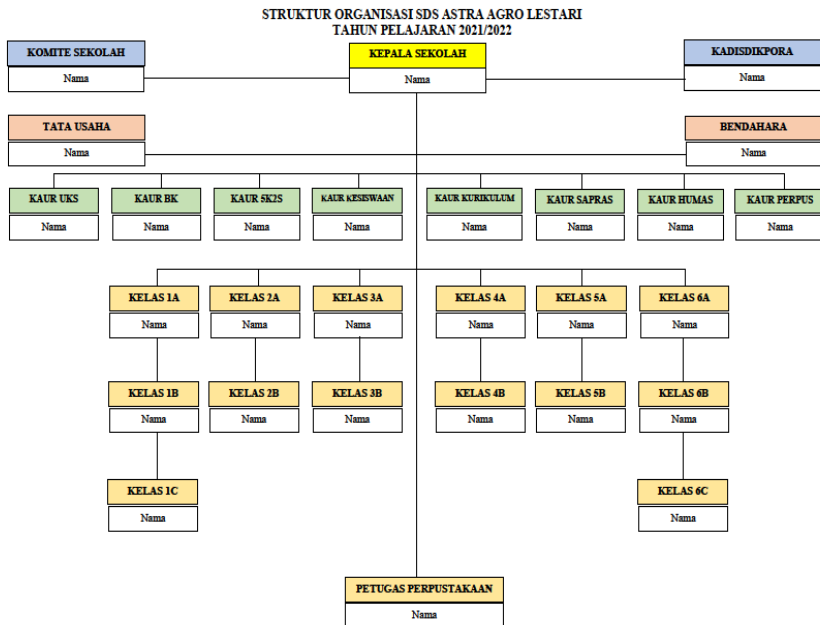 STRUKTUR ORGANISASI SDS ASTRA AGRO LESTARI
TAHUN PELAJARAN 2021/2022
KOMITE SEKOLAH
Nama
KEPALA SEKOLAH
Nama
KADISDIKPORA
Nama
TATA USAHA
Nama
BENDAHARA
Nama
KAUR UKS
Nama
KAUR BK
Nama
KAUR 5K2S
Nama
KAUR KESISWAAN
Nama
KAUR KURIKULUM
Nama
KAUR SAPRAS
Nama
KAUR HUMAS
Nama
KAUR PERPUS
Nama
KELAS 1A
Nama
KELAS 2A
Nama
KELAS 3A
Nama
KELAS 4A
Nama
KELAS 5A
Nama
KELAS 6A
Nama
KELAS 1B
Nama
KELAS 2B
Nama
KELAS 3B
Nama
KELAS 4B
Nama
KELAS 5B
Nama
KELAS 6B
Nama
KELAS 1C
Nama
KELAS 6C
Nama
PETUGAS PERPUSTAKAAN
Nama